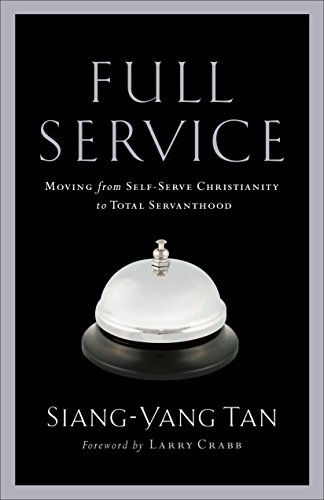 FULL
SERVICE
MOVING from SELF-SERVE CHRISTIANITY
to TOTAL SERVANTHOOD
SIANG-YANG TAN
Foreword by LARRY CRABB